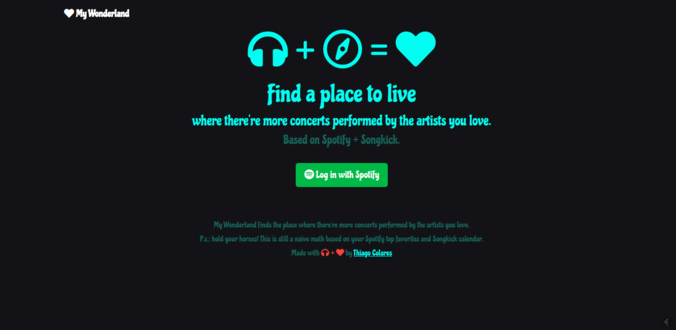 My Wonderland
Find a place to live
where there're more concerts performed by the artists you love.
Based on Spotify + Songkick.
Log in with Spotify
My Wonderland finds the place where there're more concerts performed by the artists you love.
P.s.: hold your horses! This is still a naive math based on your Spotify top favorites and Songkick calendar.
Made with + by Thiago Colares